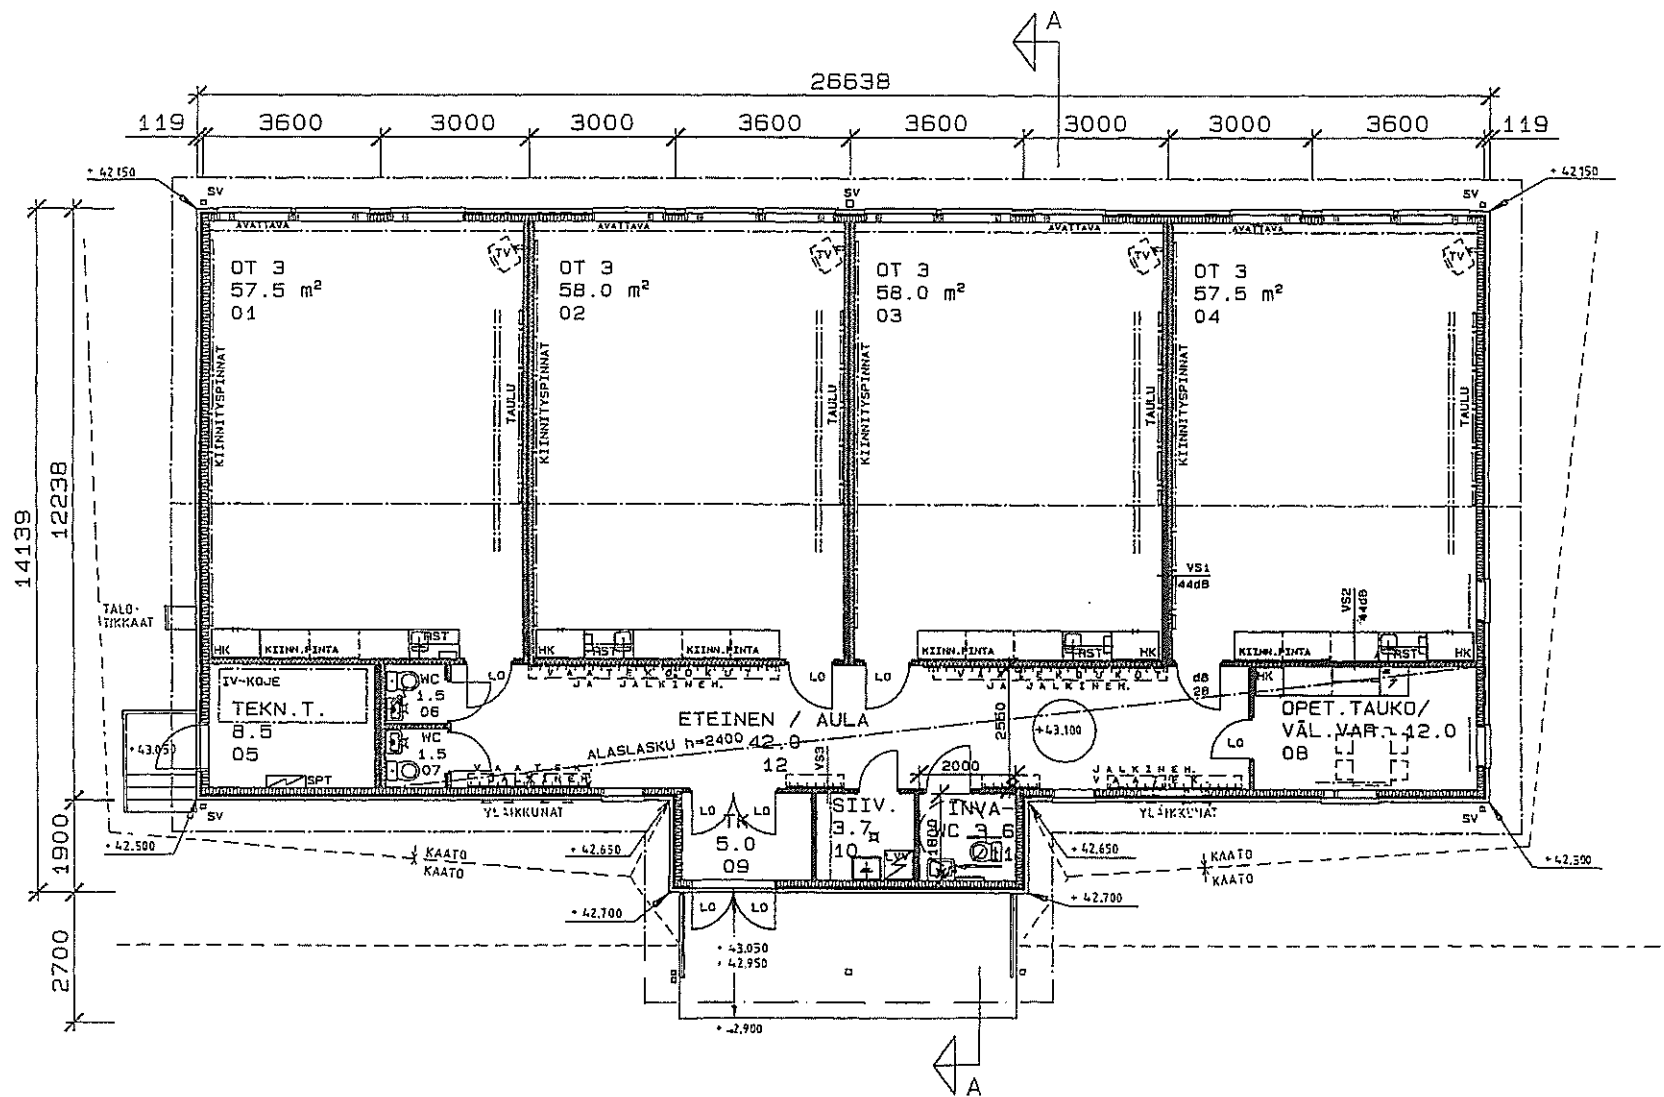 A
26638
119 3600 3000 3000 3600 3600 3000 3000 3600 119
+ 42.150
+ 42.150
SV
SV
SV
AVATTAVA
AVATTAVA
AVATTAVA
AVATTAVA
TV
TV
TV
TV
OT 3
57.5 m²
01
OT 3
58.0 m²
02
OT 3
58.0 m²
03
OT 3
57.5 m²
04
KIINNITYSPINNAT
TAULU
KIINNITYSPINNAT
TAULU
KIINNITYSPINNAT
TAULU
KIINNITYSPINNAT
TAULU
14139
12238
1900
2700
VS1
44dB
VS2
44dB
TALO-
TIKKAAT
HK
KIINN.PINTA
RST
HK
RST
KIINN.PINTA
KIINN.PINTA
RST
HK
KIINN.PINTA
RST
HK
IV-KOJE
TEKN.T.
8.5
05
SPT
WC
1.5
06
WC
1.5
07
LO
VAATEKOUKUT
JA JALKINEH.
LO
LO
VAATEKOUKUT
JA JALKINEH.
dB
28
HK
ETEINEN / AULA
42.0
12
ALASLASKU h=2400
VS3
2550
+43.100
LO
OPET.TAUKO/
VÄL.VAR. 12.0
08
+43.050
VAATEK.
JA JALKINEH.
2000
JALKINEH.
VAATEK.
SV
YLÄIKKUNAT
YLÄIKKUNAT
SV
LO
LO
TK
5.0
09
SIIV.
3.7
10
LVV
1800
INVA-
WC 3.6
11
+ 42.500
+ 42.650
+ 42.650
KAATO
KAATO
KAATO
KAATO
+ 42.700
+ 42.700
LO
LO
+ 43.050
+ 42.950
A